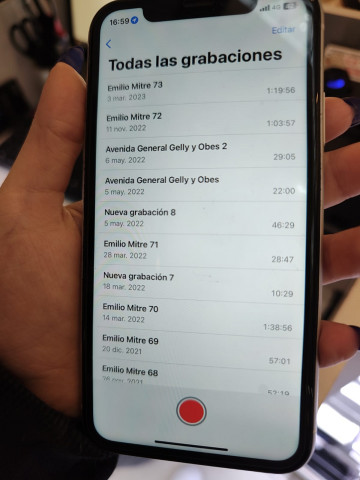 16:59
4G
Editar
Todas las grabaciones
Emilio Mitre 73
3 mar. 2023 1:19:56
Emilio Mitre 72
11 nov. 2022 1:03:57
Avenida General Gelly y Obes 2
6 may. 2022 29:05
Avenida General Gelly y Obes
5 may. 2022 22:00
Nueva grabación 8
5 may. 2022 46:29
Emilio Mitre 71
28 mar. 2022 28:47
Nueva grabación 7
18 mar. 2022 10:29
Emilio Mitre 70
14 mar. 2022 1:38:56
Emilio Mitre 69
20 dic. 2021 57:01
Emilio Mitre 68
2021 52:19